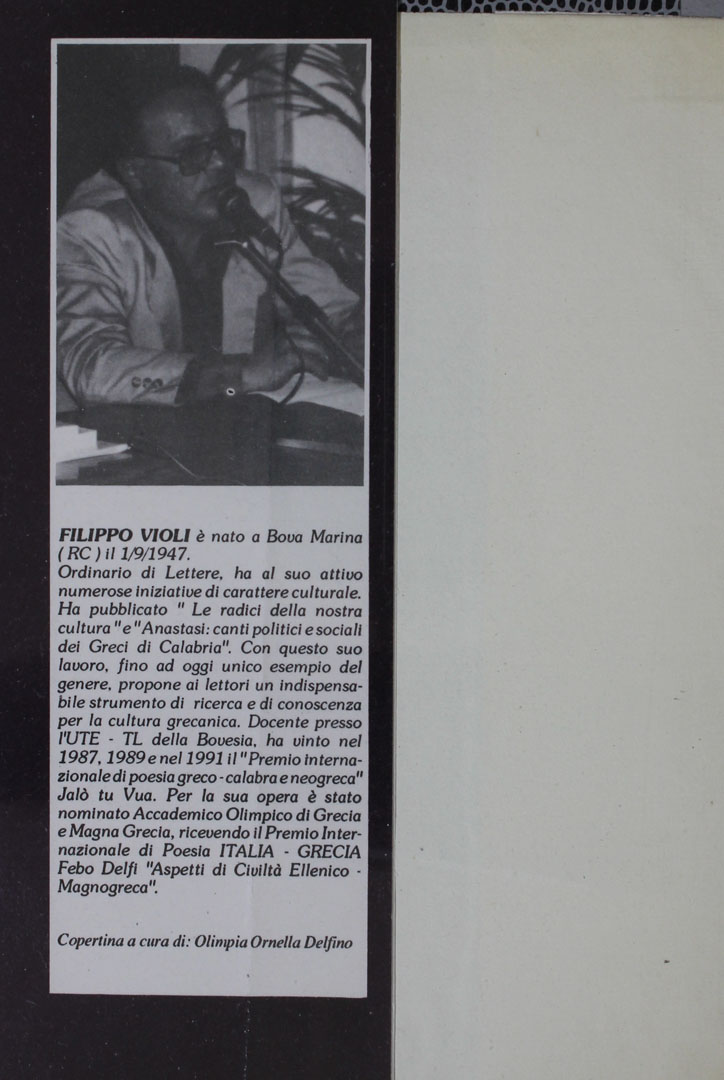 FILIPPO VIOLI è nato a Bova Marina
( RC ) il 1/9/1947.
Ordinario di Lettere, ha al suo attivo
numerose iniziative di carattere culturale.
Ha pubblicato " Le radici della nostra
cultura "e "Anastasi: canti politici e sociali
dei Greci di Calabria". Con questo suo
lavoro, fino ad oggi unico esempio del
genere, propone ai lettori un indispensa-
bile strumento di ricerca e di conoscenza
per la cultura grecanica. Docente presso
l'UTE - TL della Bovesia, ha vinto nel
1987, 1989 e nel 1991 il "Premio interna-
zionale di poesia greco - calabra e neogreca"
Jalò tu Vua. Per la sua opera è stato
nominato Accademico Olimpico di Grecia
e Magna Grecia, ricevendo il Premio Inter-
nazionale di Poesia ITALIA - GRECIA
Febo Delfi "Aspetti di Civiltà Ellenico -
Magnogreca".
Copertina a cura di: Olimpia Ornella Delfino